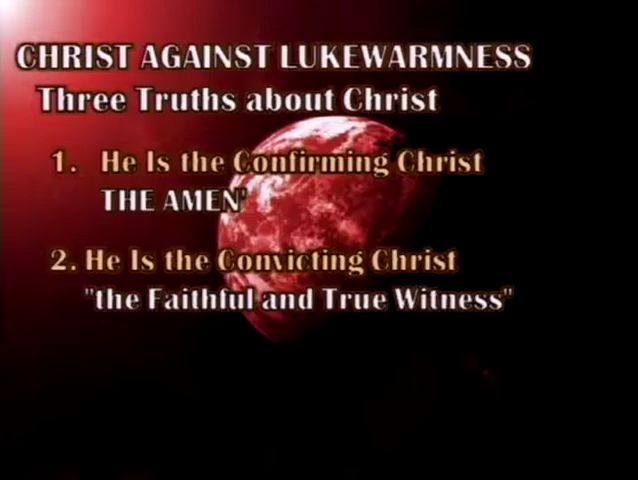 CHRIST AGAINST LUKEWARMNESS
Three Truths about Christ
1. He Is the Confirming Christ
THE AMEN'
2. He Is the Convicting Christ
"the Faithful and True Witness"